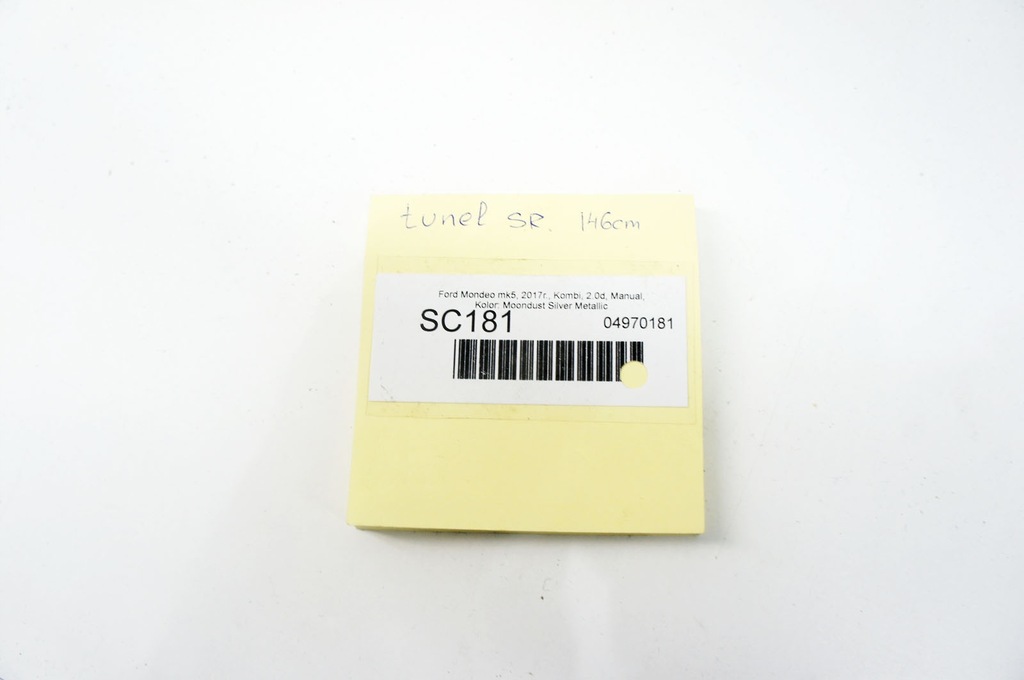 tunel SR. 146cm
Ford Mondeo mk5, 2017r., Kombi, 2.0d, Manual,
Kolor: Moondust Silver Metallic
SC181 04970181